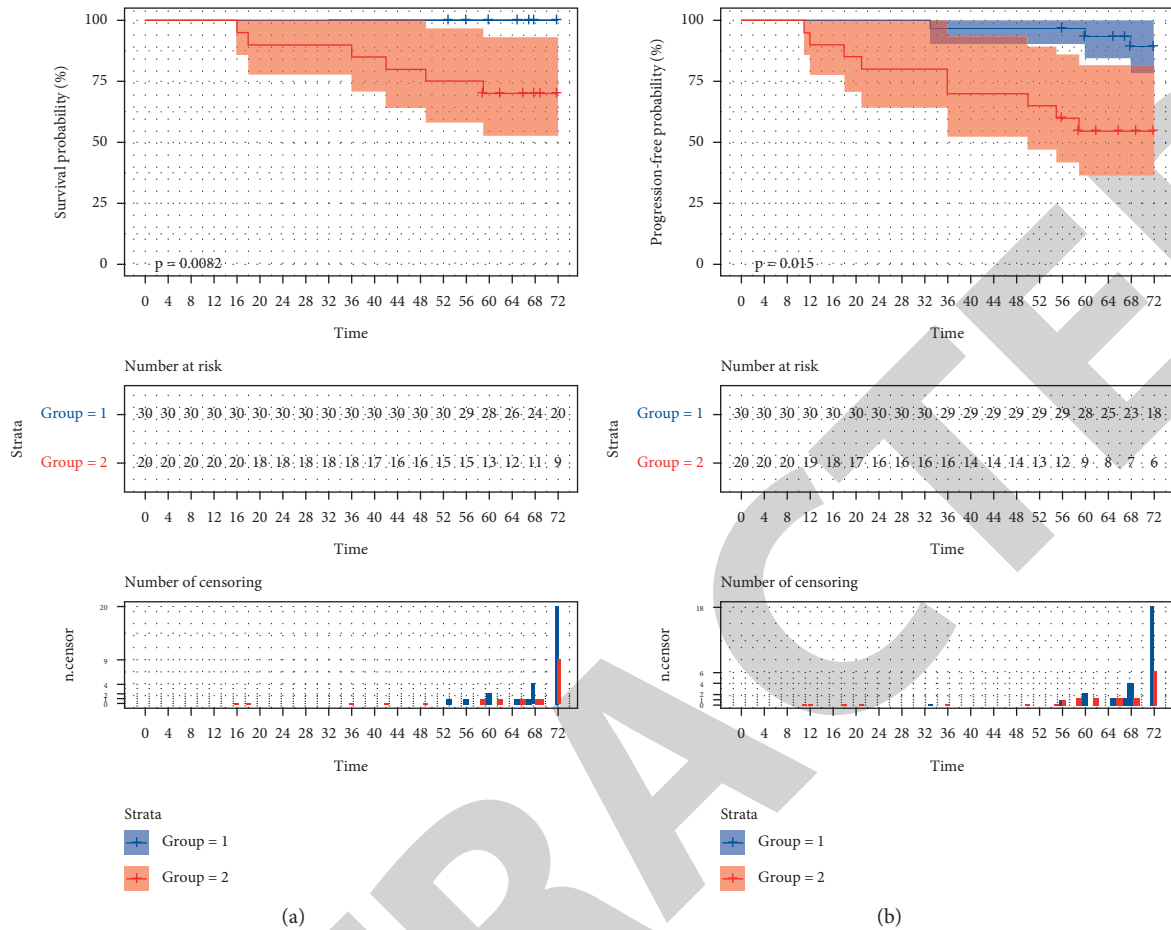 100
75
50
25
0
Survival probability (%)
p = 0.0082
0 4 8 12 16 20 24 28 32 36 40 44 48 52 56 60 64 68 72
Time
Number at risk
Strata
Group = 1
30 30 30 30 30 30 30 30 30 30 30 30 30 30 29 28 26 24 20
Group = 2
20 20 20 20 20 18 18 18 18 18 17 16 16 15 15 13 12 11 9
0 4 8 12 16 20 24 28 32 36 40 44 48 52 56 60 64 68 72
Time
Number of censoring
n.censor
20
9
4
2
1
0
0 4 8 12 16 20 24 28 32 36 40 44 48 52 56 60 64 68 72
Time
Strata
Group = 1
Group = 2
(a)
100
75
50
25
0
Progression-free probability (%)
p = 0.015
0 4 8 12 16 20 24 28 32 36 40 44 48 52 56 60 64 68 72
Time
Number at risk
Strata
Group = 1
30 30 30 30 30 30 30 30 30 29 29 29 29 29 29 28 25 23 18
Group = 2
20 20 20 19 18 17 16 16 16 16 14 14 14 13 12 9 8 7 6
0 4 8 12 16 20 24 28 32 36 40 44 48 52 56 60 64 68 72
Time
Number of censoring
n.censor
18
6
4
2
1
0
0 4 8 12 16 20 24 28 32 36 40 44 48 52 56 60 64 68 72
Time
Strata
Group = 1
Group = 2
(b)